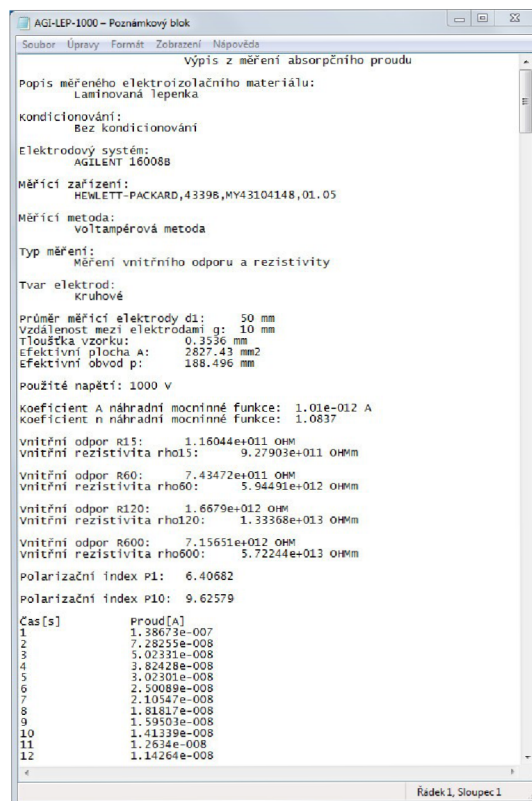 AGI-LEP-1000 – Poznámkový blok
Soubor Úpravy Formát Zobrazení Nápověda
Výpis z měření absorpčního proudu
Popis měřeného elektroizolačního materiálu:
Laminovaná lepenka
Kondicionování:
Bez kondicionování
Elektrodový systém:
AGILENT 16008B
Měřící zařízení:
HEWLETT-PACKARD,4339B,MY43104148,01.05
Měřící metoda:
Voltampérová metoda
Typ měření:
Měření vnitřního odporu a rezistivity
Tvar elektrod:
Kruhové
Průměr měřicí elektrody d1: 50 mm
Vzdálenost mezi elektrodami g: 10 mm
Tloušťka vzorku: 0.3536 mm
Efektivní plocha A: 2827.43 mm2
Efektivní obvod p: 188.496 mm
Použité napětí: 1000 V
Koeficient A náhradní mocninné funkce: 1.01e-012 A
Koeficient n náhradní mocninné funkce: 1.0837
Vnitřní odpor R15: 1.16044e+011 OHM
Vnitřní rezistivita rho15: 9.27903e+011 OHMm
Vnitřní odpor R60: 7.43472e+011 OHM
Vnitřní rezistivita rho60: 5.94491e+012 OHMm
Vnitřní odpor R120: 1.6679e+012 OHM
Vnitřní rezistivita rho120: 1.33368e+013 OHMm
Vnitřní odpor R600: 7.15651e+012 OHM
Vnitřní rezistivita rho600: 5.72244e+013 OHMm
Polarizační index P1: 6.40682
Polarizační index P10: 9.62579
Čas[s] Proud[A]
1 1.38673e-007
2 7.28255e-008
3 5.02331e-008
4 3.82428e-008
5 3.02301e-008
6 2.50089e-008
7 2.10547e-008
8 1.81817e-008
9 1.59503e-008
10 1.41339e-008
11 1.2634e-008
12 1.14264e-008
Řádek 1, Sloupec 1